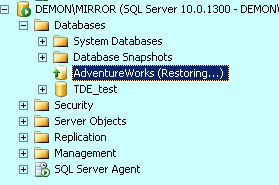 DEMON\MIRROR (SQL Server 10.0.1300 - DEMON\
Databases
System Databases
Database Snapshots
AdventureWorks (Restoring...)
TDE_test
Security
Server Objects
Replication
Management
SQL Server Agent